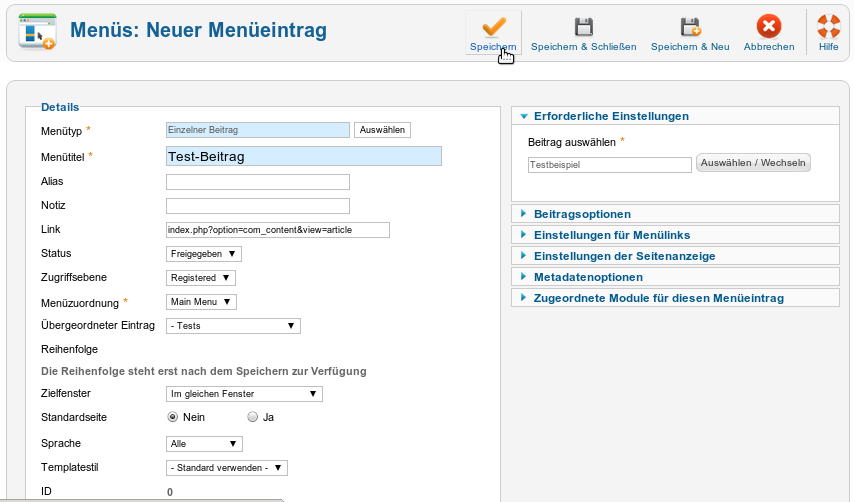 Menüs: Neuer Menüeintrag
Speichern
Speichern & Schließen
Speichern & Neu
Abbrechen
Hilfe
Details
Menütyp *
Einzelner Beitrag
Auswählen
Menütitel *
Test-Beitrag
Alias
Notiz
Link
index.php?option=com_content&view=article
Status
Freigegeben
Zugriffsebene
Registered
Menüzuordnung *
Main Menu
Übergeordneter Eintrag
- Tests
Reihenfolge
Die Reihenfolge steht erst nach dem Speichern zur Verfügung
Zielfenster
Im gleichen Fenster
Standardseite
Nein
Ja
Sprache
Alle
Templatestil
- Standard verwenden -
ID
0
Erforderliche Einstellungen
Beitrag auswählen *
Testbeispiel
Auswählen / Wechseln
Beitragsoptionen
Einstellungen für Menülinks
Einstellungen der Seitenanzeige
Metadatenoptionen
Zugeordnete Module für diesen Menüeintrag